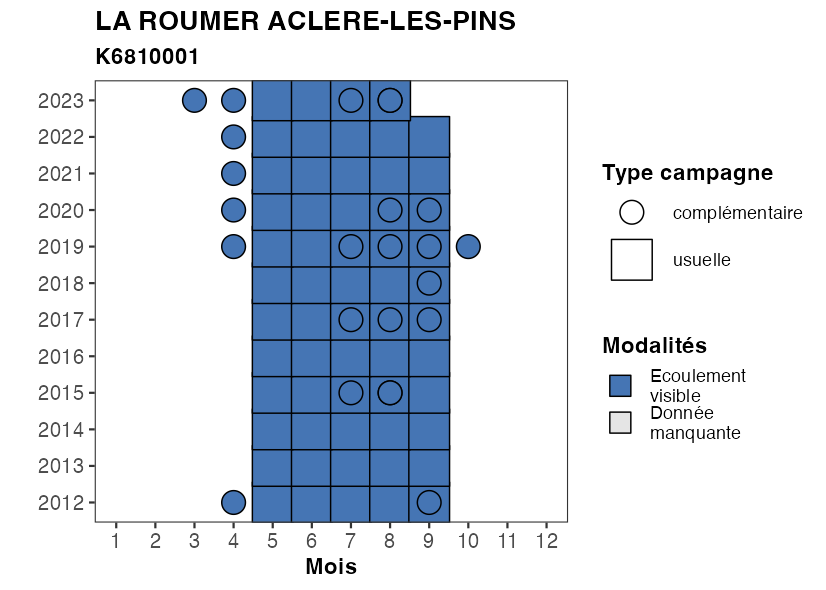 LA ROUMER ACLERE-LES-PINS
K6810001
2023
2022
2021
2020
2019
2018
2017
2016
2015
2014
2013
2012
1 2 3 4 5 6 7 8 9 10 11 12
Mois
Type campagne
complémentaire
usuelle
Modalités
Ecoulement
visible
Donnée
manquante